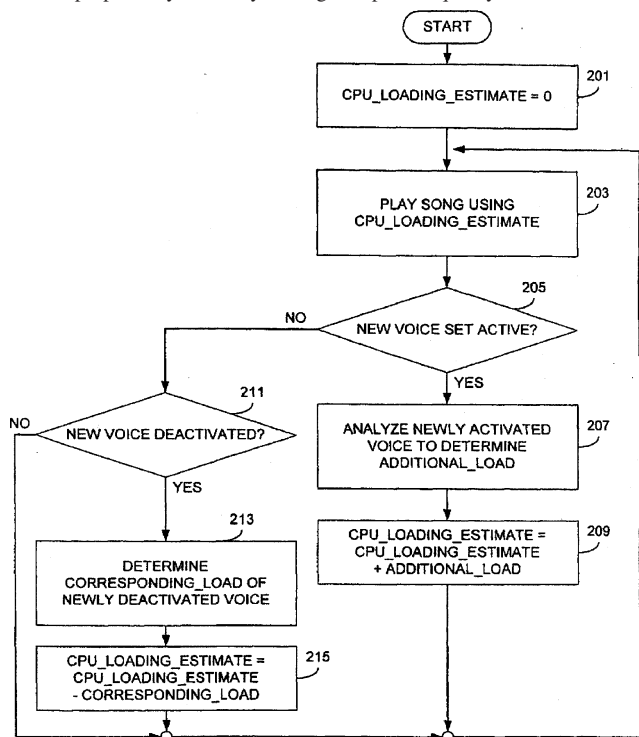 START
201
CPU_LOADING_ESTIMATE = 0
203
PLAY SONG USING
CPU_LOADING_ESTIMATE
205
NO
NEW VOICE SET ACTIVE?
YES
211
NO
NEW VOICE DEACTIVATED?
YES
207
ANALYZE NEWLY ACTIVATED
VOICE TO DETERMINE
ADDITIONAL_LOAD
213
DETERMINE
CORRESPONDING_LOAD OF
NEWLY DEACTIVATED VOICE
209
CPU_LOADING_ESTIMATE =
CPU_LOADING_ESTIMATE
+ ADDITIONAL_LOAD
215
CPU_LOADING_ESTIMATE =
CPU_LOADING_ESTIMATE
- CORRESPONDING_LOAD